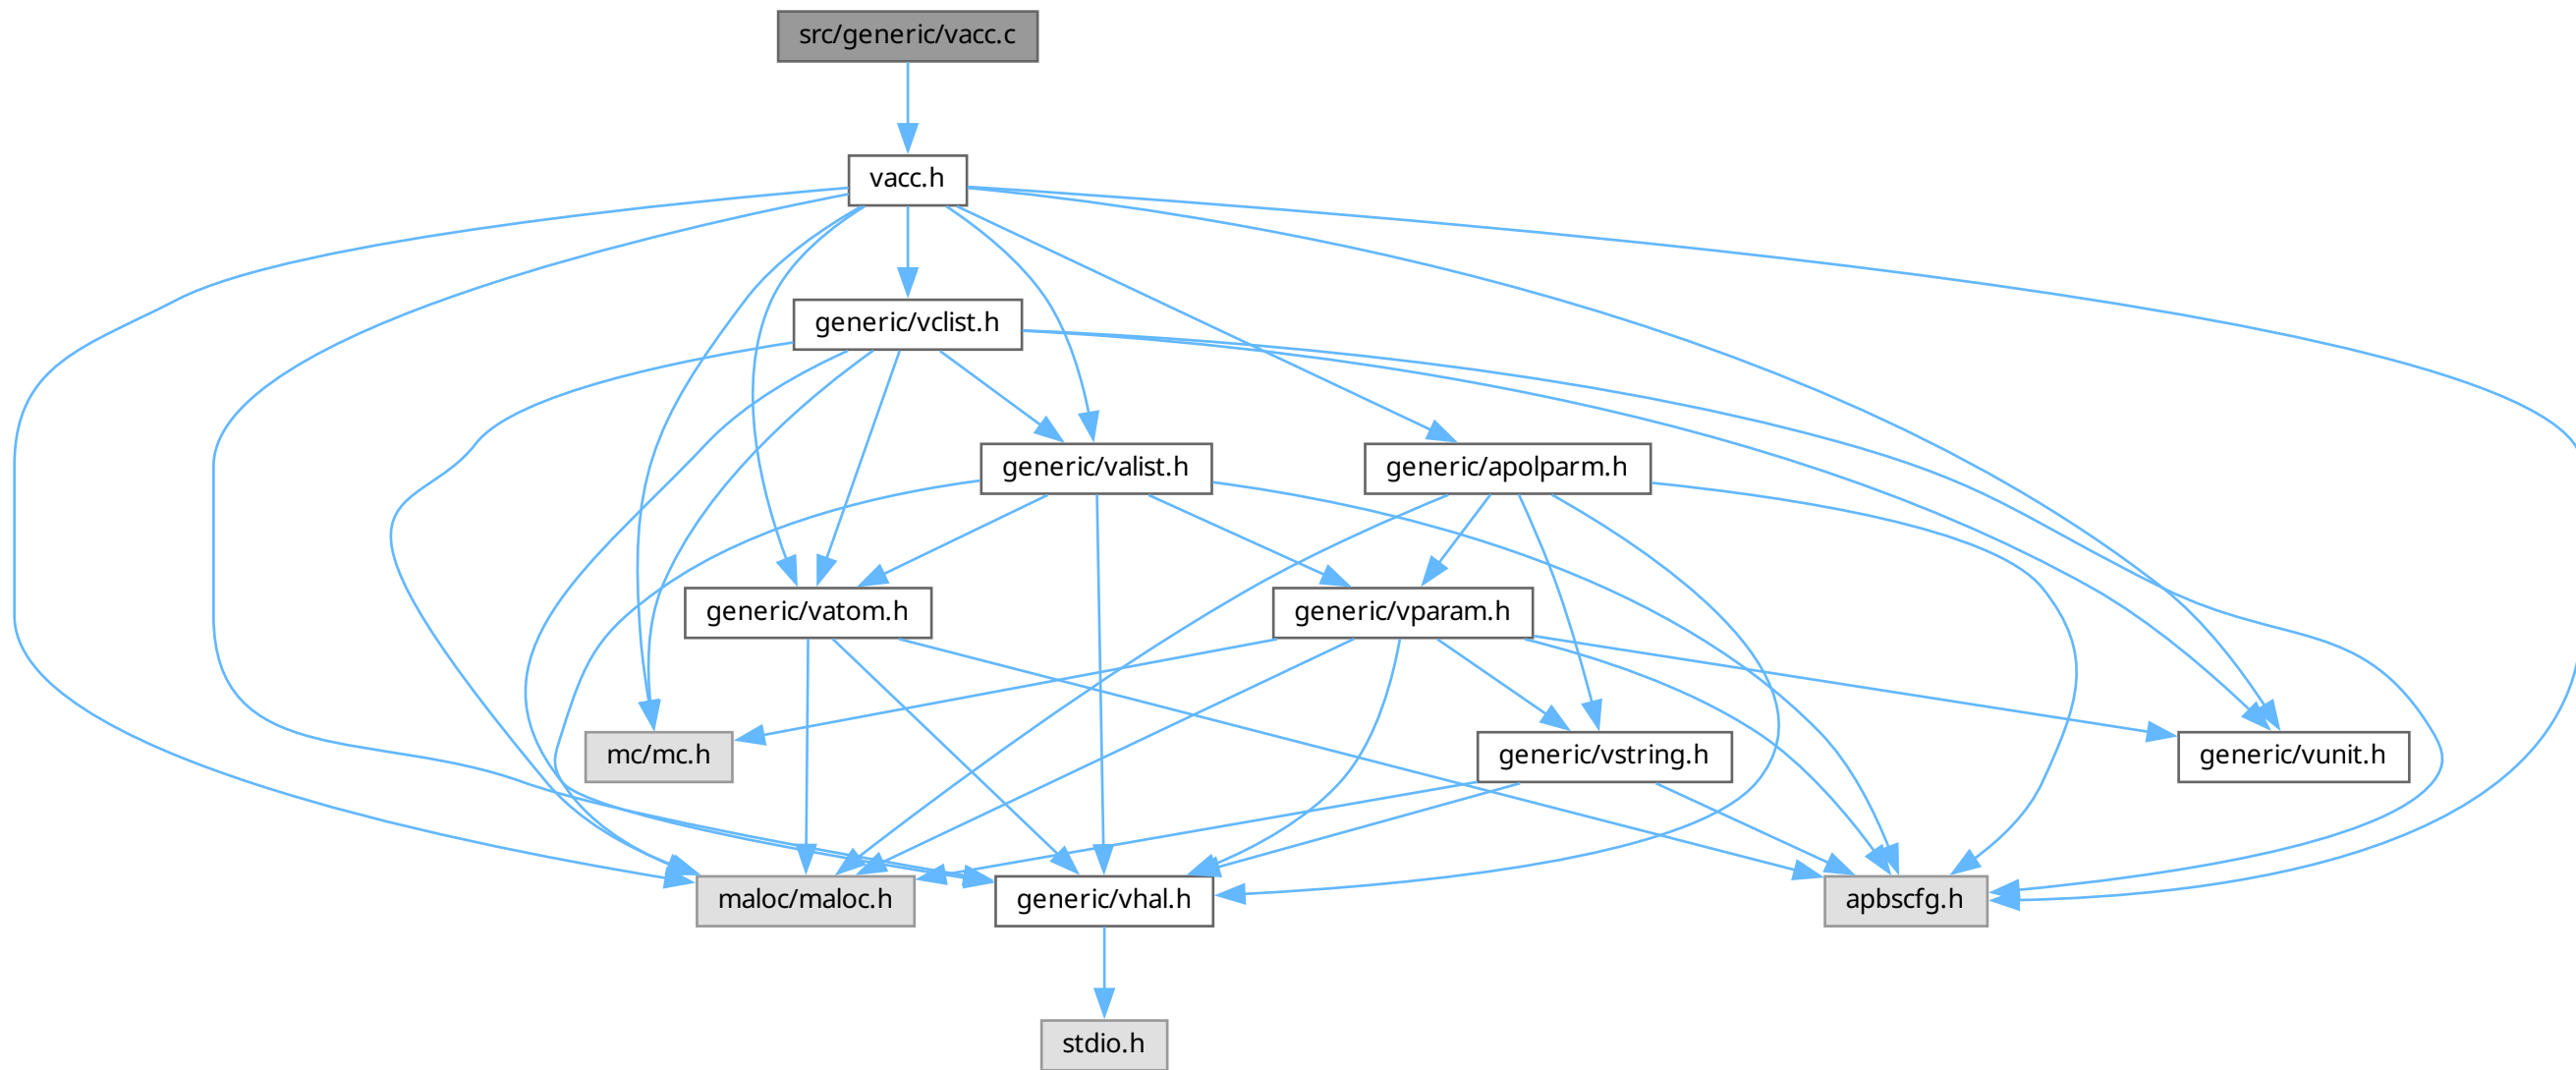 src/generic/vacc.c
vacc.h
generic/vclist.h
generic/valist.h
generic/apolparm.h
generic/vatom.h
generic/vparam.h
mc/mc.h
generic/vstring.h
generic/vunit.h
maloc/maloc.h
generic/vhal.h
apbscfg.h
stdio.h